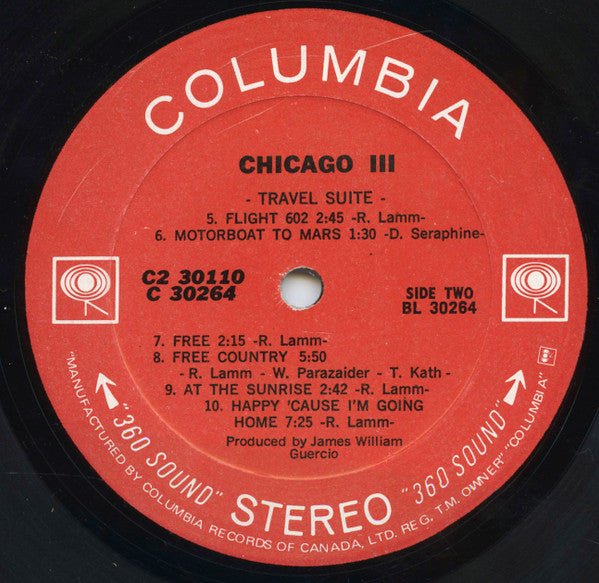 COLUMBIA
CHICAGO III
- TRAVEL SUITE -
5. FLIGHT 602 2:45 -R. Lamm-
6. MOTORBOAT TO MARS 1:30 -D. Seraphine-
C2 30110
C 30264
SIDE TWO
BL 30264
7. FREE 2:15 -R. Lamm-
8. FREE COUNTRY 5:50
- R. Lamm - W. Parazaider - T. Kath -
9. AT THE SUNRISE 2:42 -R. Lamm-
10. HAPPY 'CAUSE I'M GOING
HOME 7:25 -R. Lamm-
Produced by James William
Guercio
"360 SOUND" STEREO "360 SOUND"
"MANUFACTURED BY COLUMBIA RECORDS OF CANADA, LTD. REG. T.M. OWNER" "COLUMBIA"